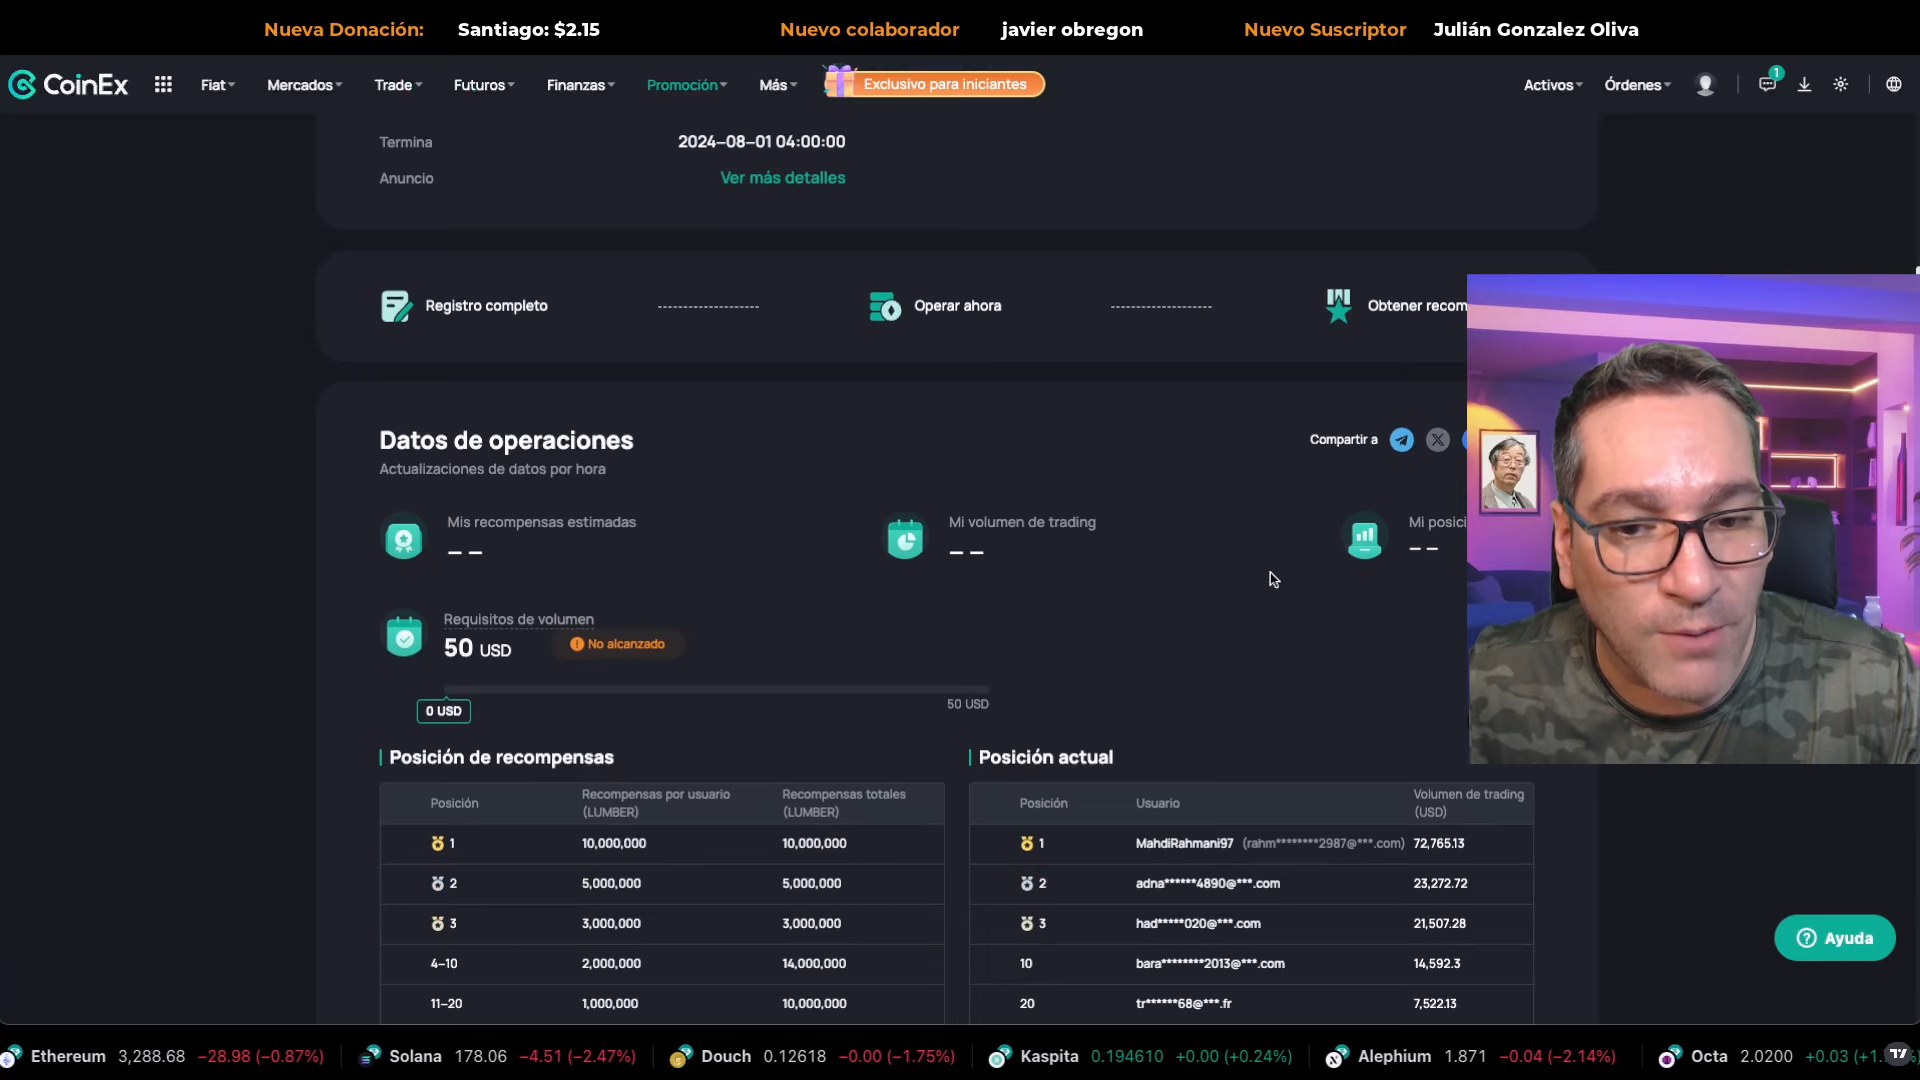 Nueva Donación: Santiago: $2.15 Nuevo colaborador javier obregon Nuevo Suscriptor Julián Gonzalez Oliva
CoinEx Fiat Mercados Trade Futuros Finanzas Promoción Más Exclusivo para iniciantes Activos Órdenes 1
Termina 2024-08-01 04:00:00
Anuncio Ver más detalles
Registro completo Operar ahora Obtener recom
Datos de operaciones
Compartir a
Actualizaciones de datos por hora
Mis recompensas estimadas Mi volumen de trading Mi posici
-- -- --
Requisitos de volumen
50 USD No alcanzado
0 USD 50 USD
Posición de recompensas
Posición Recompensas por usuario (LUMBER) Recompensas totales (LUMBER)
1 10,000,000 10,000,000
2 5,000,000 5,000,000
3 3,000,000 3,000,000
4-10 2,000,000 14,000,000
11-20 1,000,000 10,000,000
Posición actual
Posición Usuario Volumen de trading (USD)
1 MahdiRahmani97 (rahm********2987@***.com) 72,765.13
2 adna******4890@***.com 23,272.72
3 had*****020@***.com 21,507.28
10 bara********2013@***.com 14,592.3
20 tr******68@***.fr 7,522.13
Ayuda
Ethereum 3,288.68 −28.98 (−0.87%) Solana 178.06 −4.51 (−2.47%) Douch 0.12618 −0.00 (−1.75%) Kaspita 0.194610 +0.00 (+0.24%) Alephium 1.871 −0.04 (−2.14%) Octa 2.0200 +0.03